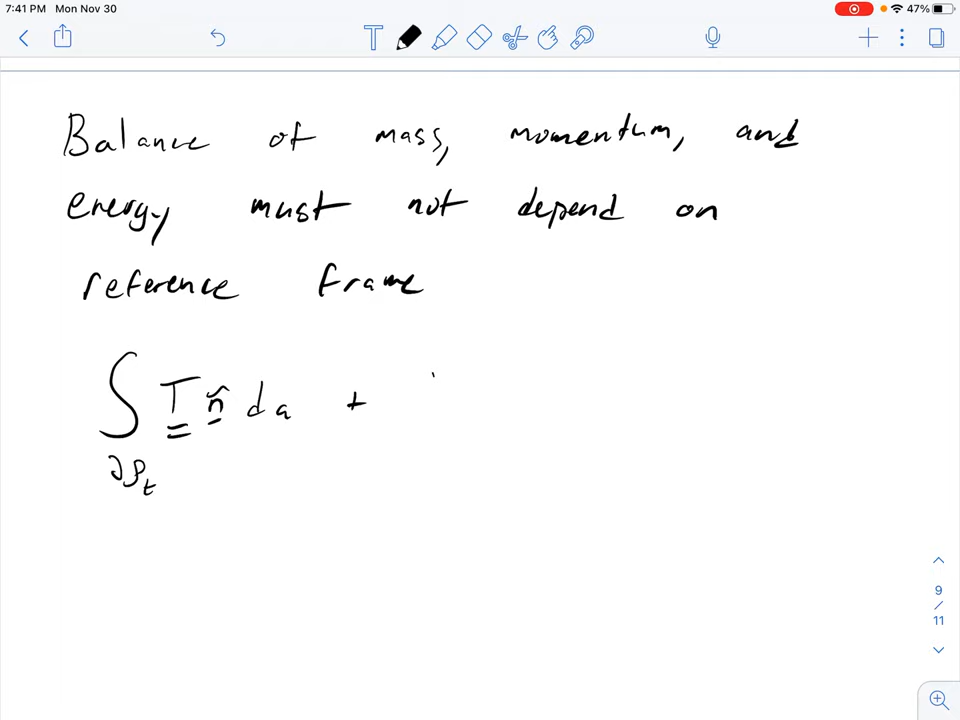 7:41 PM Mon Nov 30
47%
T
Balance of mass, momentum, and
energy must not depend on
reference frame
∫ T n̂ da +
∂𝒫t
9
/
11